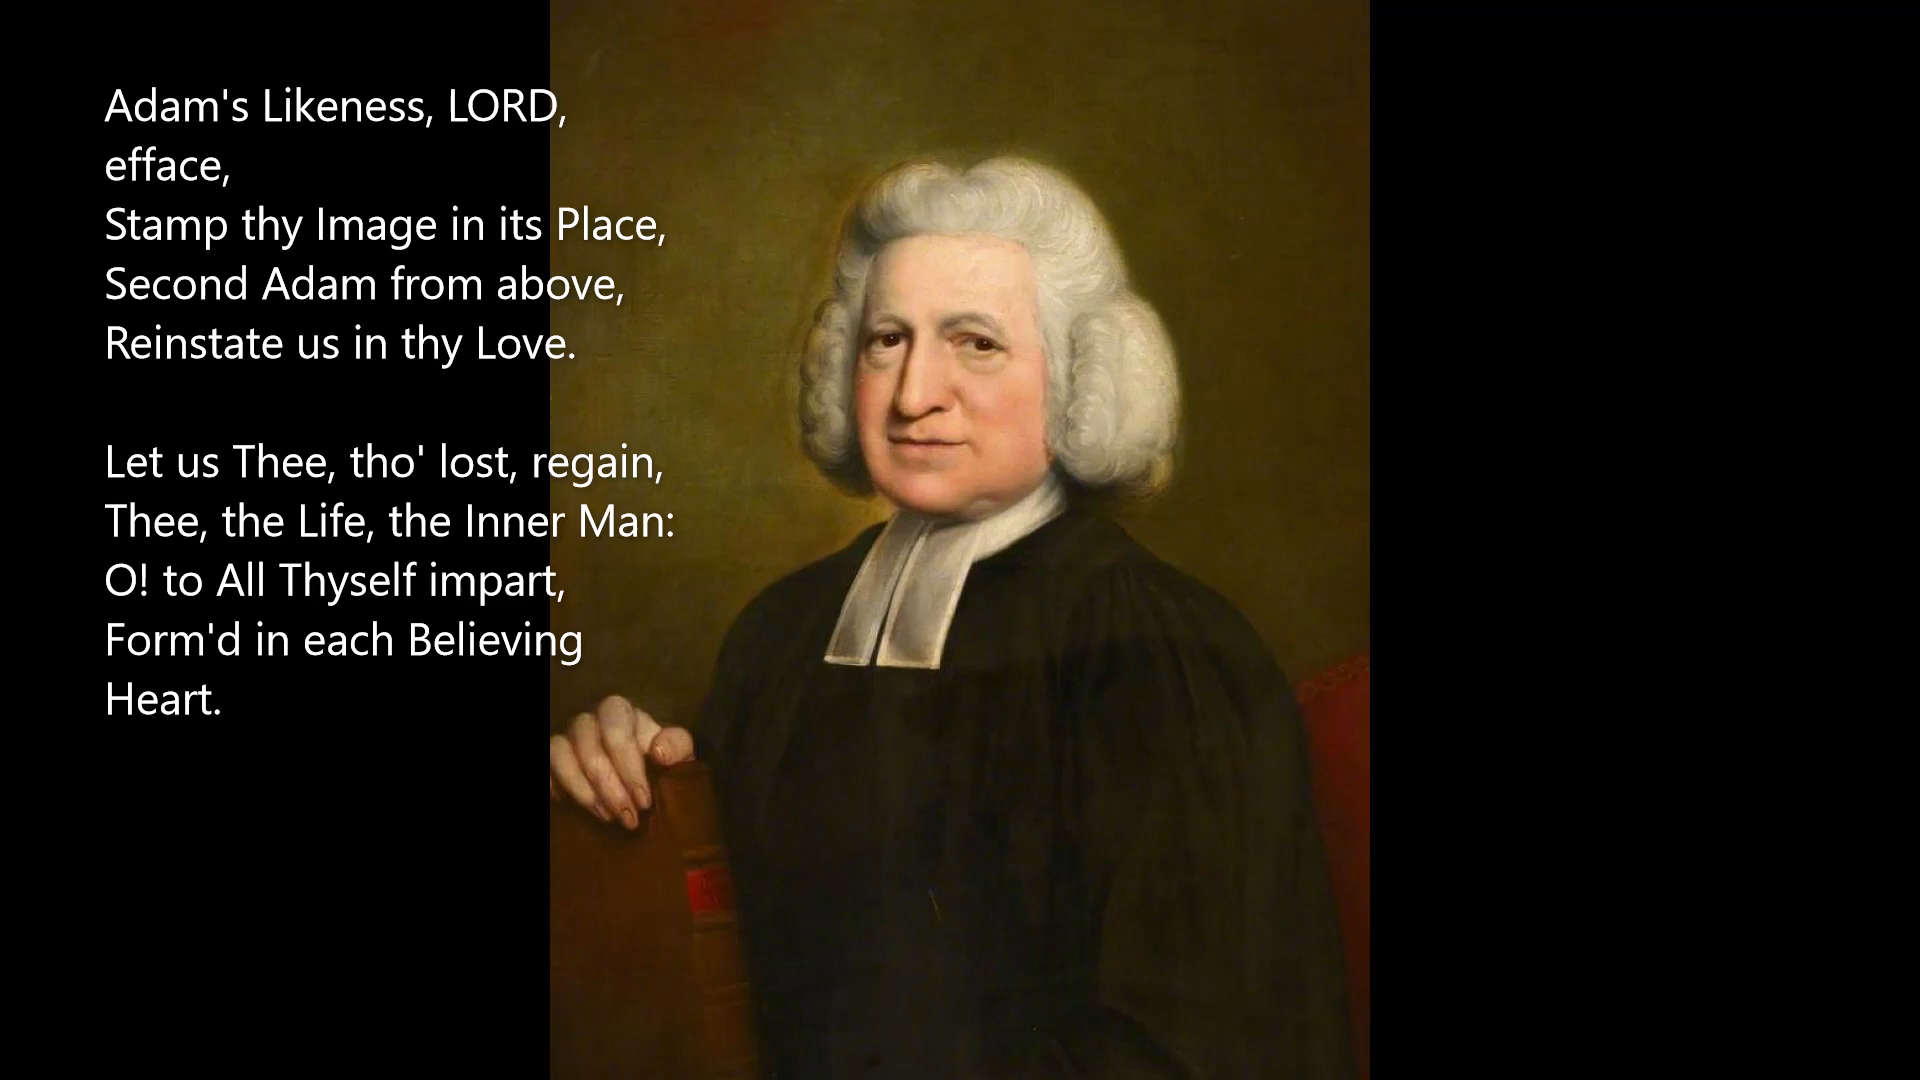 Adam's Likeness, LORD,
efface,
Stamp thy Image in its Place,
Second Adam from above,
Reinstate us in thy Love.
Let us Thee, tho' lost, regain,
Thee, the Life, the Inner Man:
O! to All Thyself impart,
Form'd in each Believing
Heart.